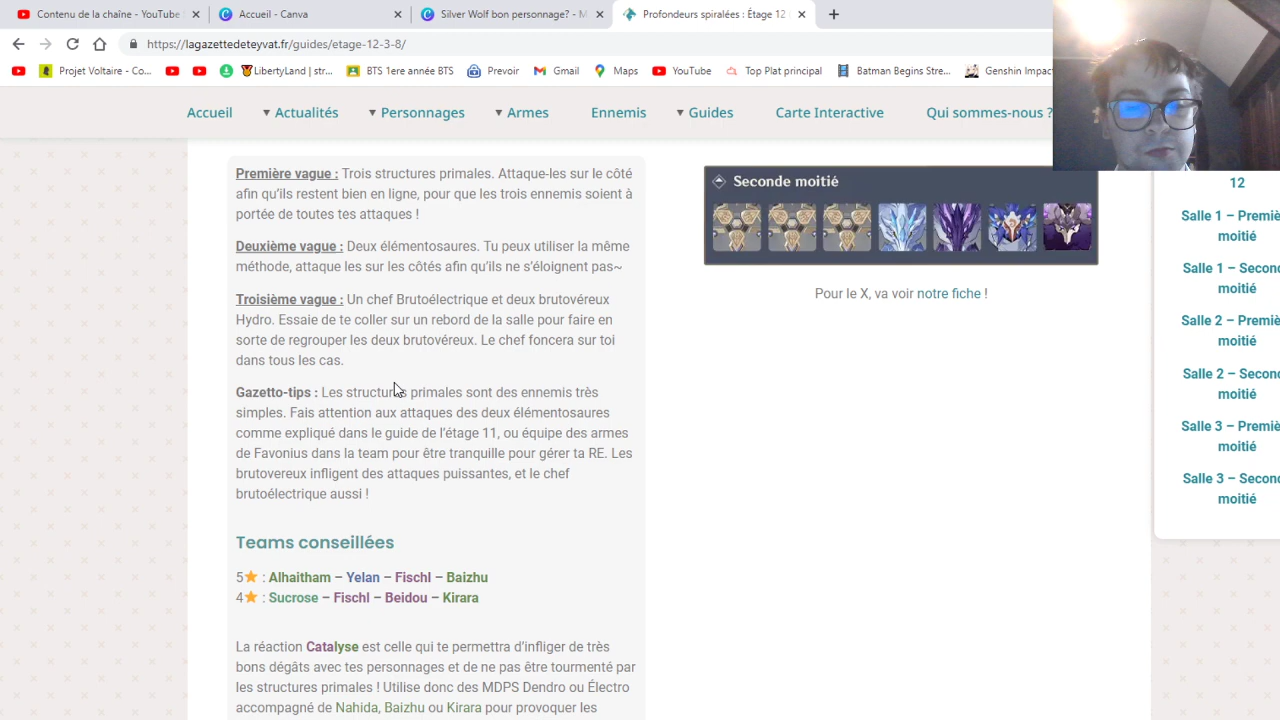 Contenu de la chaîne - YouTube
Accueil - Canva
Silver Wolf bon personnage? - M
Profondeurs spiralées : Étage 12
https://lagazettedeteyvat.fr/guides/etage-12-3-8/
Projet Voltaire - Co...
LibertyLand | str...
BTS 1ere année BTS
Prevoir
Gmail
Maps
YouTube
Top Plat principal
Batman Begins Stre...
Genshin Impac
Accueil
Actualités
Personnages
Armes
Ennemis
Guides
Carte Interactive
Qui sommes-nous ?
Première vague : Trois structures primales. Attaque-les sur le côté
afin qu'ils restent bien en ligne, pour que les trois ennemis soient à
portée de toutes tes attaques !
Deuxième vague : Deux élémentosaures. Tu peux utiliser la même
méthode, attaque les sur les côtés afin qu'ils ne s'éloignent pas~
Troisième vague : Un chef Brutoélectrique et deux brutovéreux
Hydro. Essaie de te coller sur un rebord de la salle pour faire en
sorte de regrouper les deux brutovéreux. Le chef foncera sur toi
dans tous les cas.
Gazetto-tips : Les structures primales sont des ennemis très
simples. Fais attention aux attaques des deux élémentosaures
comme expliqué dans le guide de l'étage 11, ou équipe des armes
de Favonius dans la team pour être tranquille pour gérer ta RE. Les
brutovereux infligent des attaques puissantes, et le chef
brutoélectrique aussi !
Teams conseillées
5⭐ : Alhaitham – Yelan – Fischl – Baizhu
4⭐ : Sucrose – Fischl – Beidou – Kirara
La réaction Catalyse est celle qui te permettra d'infliger de très
bons dégâts avec tes personnages et de ne pas être tourmenté par
les structures primales ! Utilise donc des MDPS Dendro ou Électro
accompagné de Nahida, Baizhu ou Kirara pour provoquer les
Seconde moitié
Pour le X, va voir notre fiche !
12
Salle 1 – Premiè
moitié
Salle 1 – Second
moitié
Salle 2 – Premiè
moitié
Salle 2 – Second
moitié
Salle 3 – Premiè
moitié
Salle 3 – Second
moitié